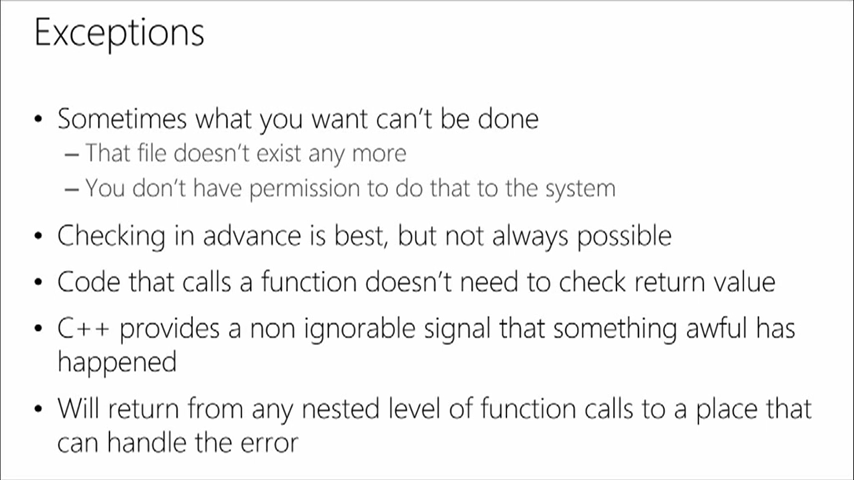 Exceptions
• Sometimes what you want can't be done
– That file doesn't exist any more
– You don't have permission to do that to the system
• Checking in advance is best, but not always possible
• Code that calls a function doesn't need to check return value
• C++ provides a non ignorable signal that something awful has
happened
• Will return from any nested level of function calls to a place that
can handle the error